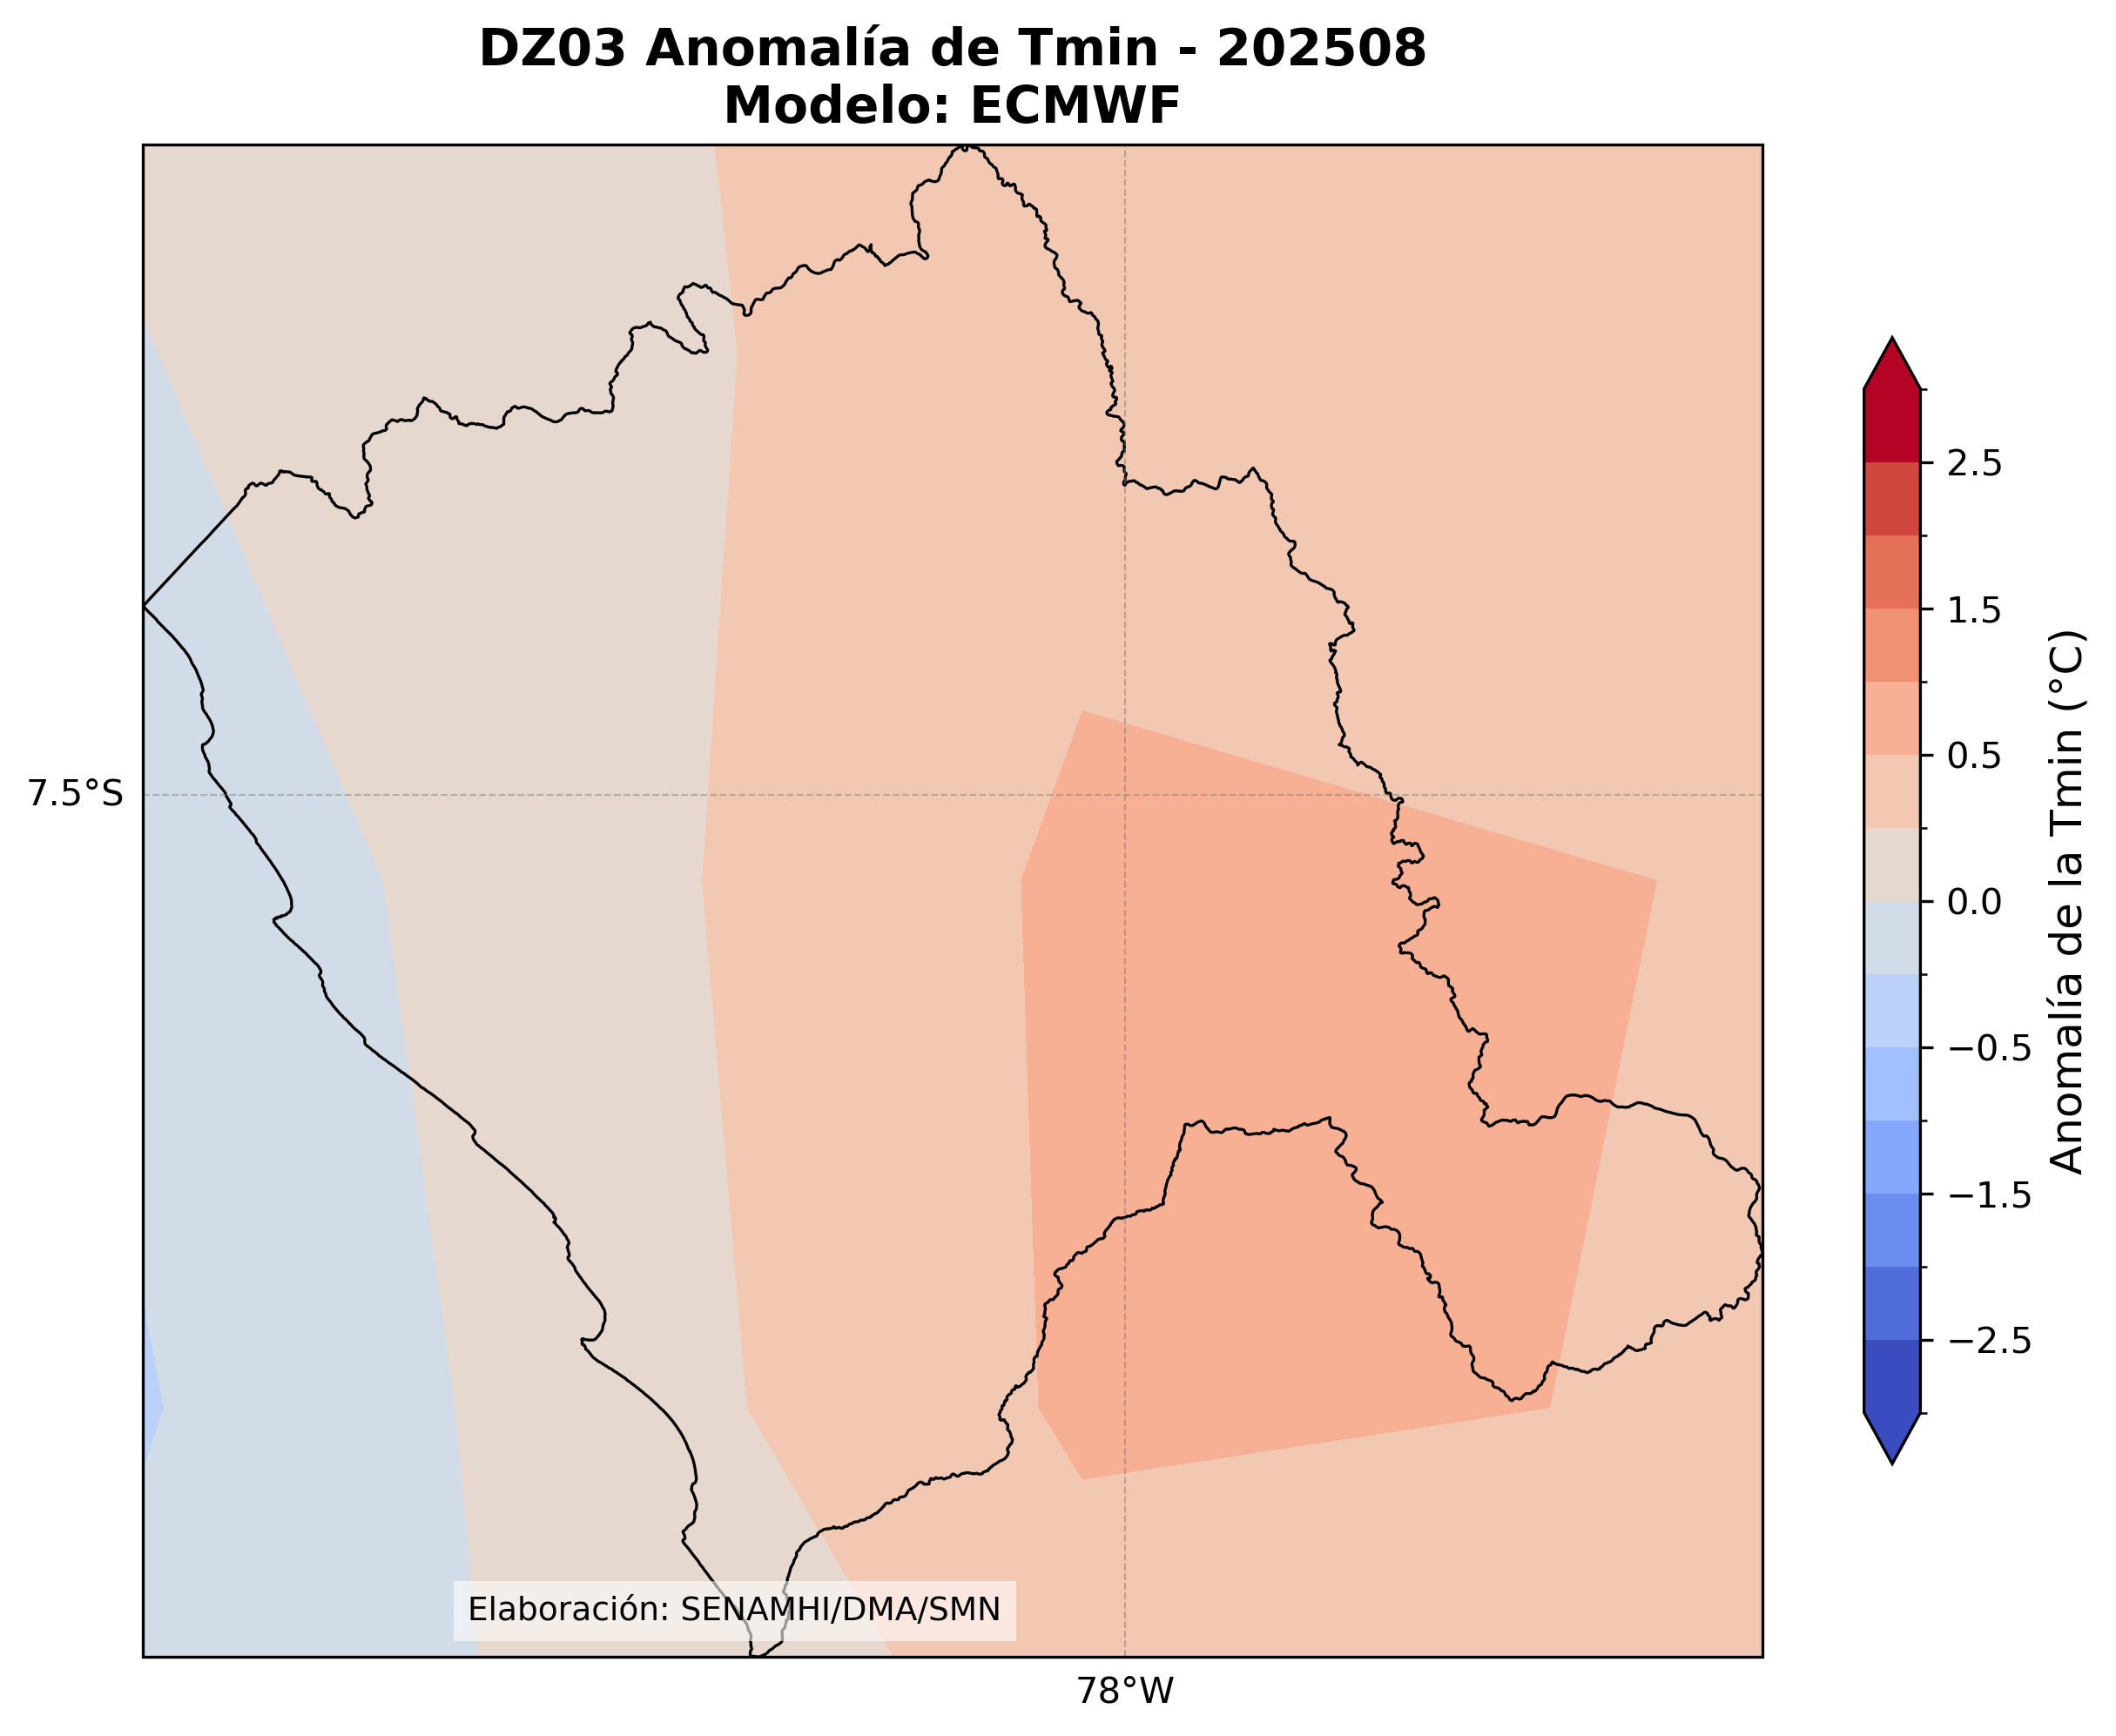 DZ03 Anomalía de Tmin - 202508
Modelo: ECMWF
7.5°S
78°W
Elaboración: SENAMHI/DMA/SMN
2.5
1.5
0.5
0.0
−0.5
−1.5
−2.5
Anomalía de la Tmin (°C)